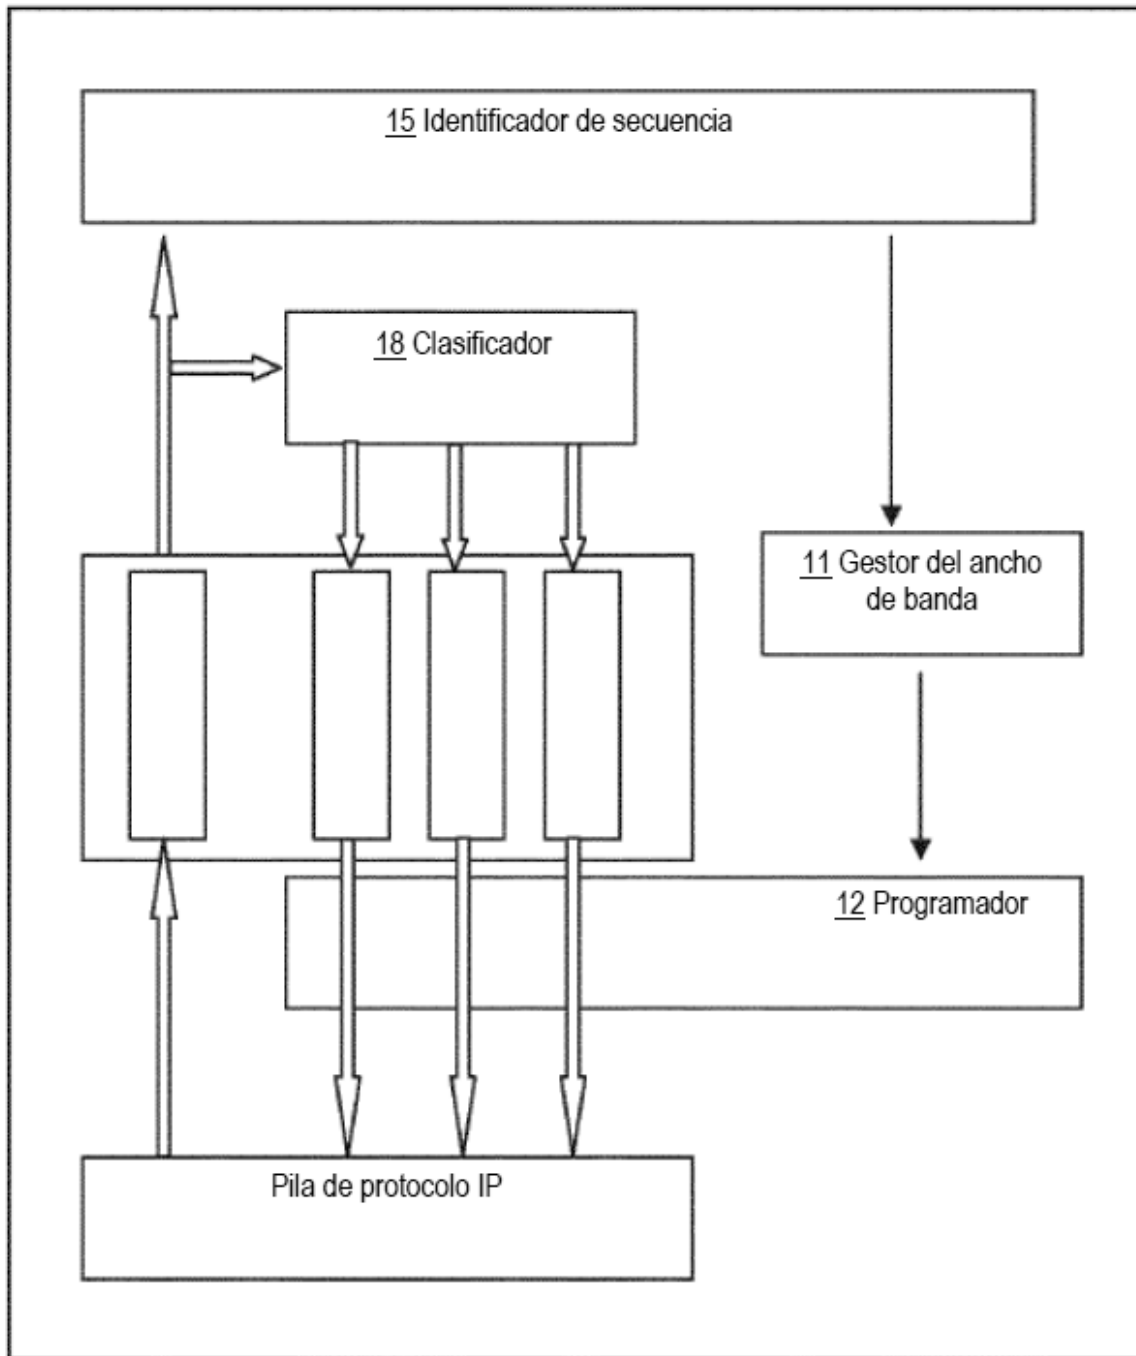 15 Identificador de secuencia
18 Clasificador
11 Gestor del ancho
de banda
12 Programador
Pila de protocolo IP